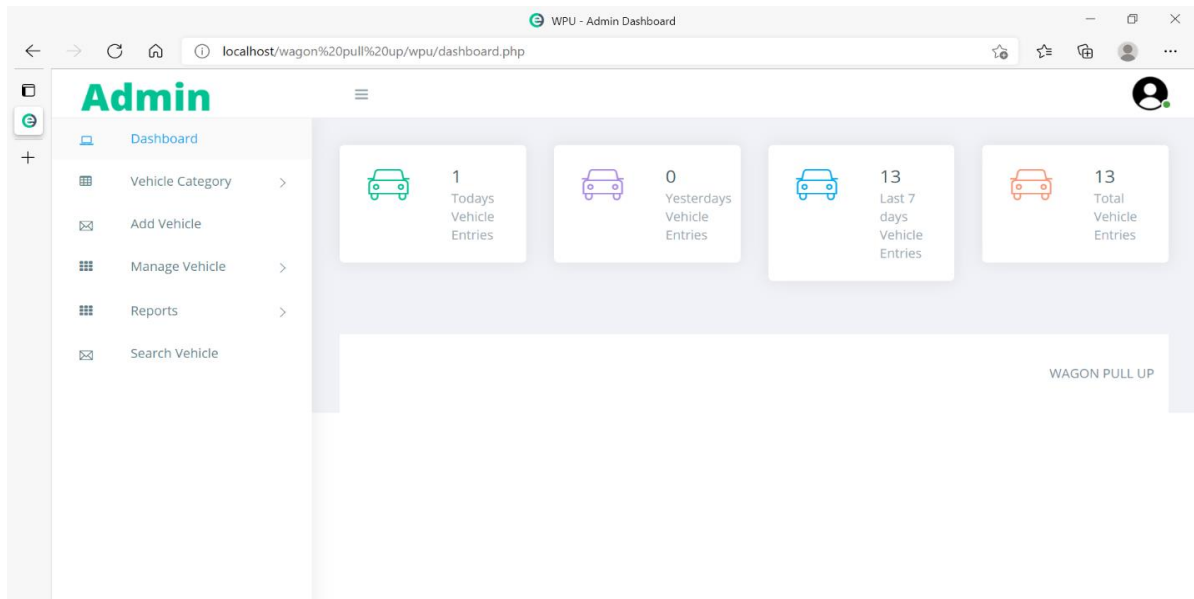 WPU - Admin Dashboard
localhost/wagon%20pull%20up/wpu/dashboard.php
Admin
Dashboard
Vehicle Category
Add Vehicle
Manage Vehicle
Reports
Search Vehicle
1
Todays
Vehicle
Entries
0
Yesterdays
Vehicle
Entries
13
Last 7
days
Vehicle
Entries
13
Total
Vehicle
Entries
WAGON PULL UP